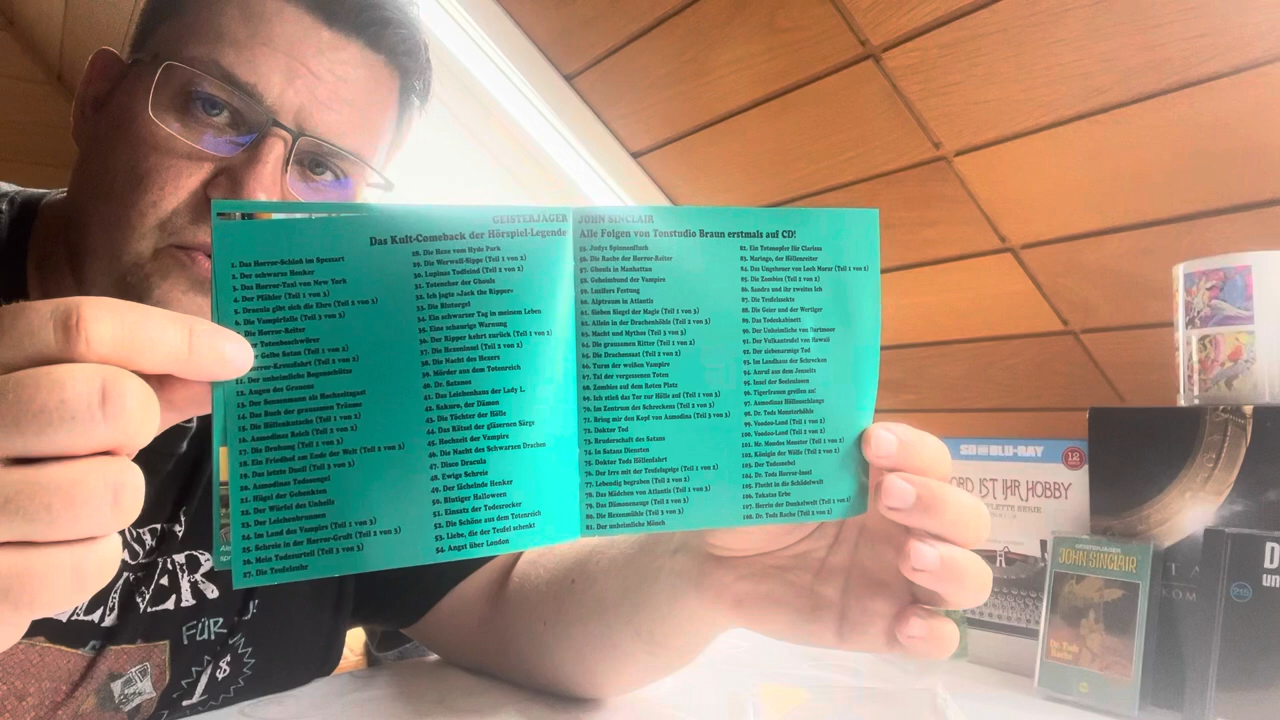 GEISTERJÄGER
Das Kult-Comeback der Hörspiel-Legende
1. Das Horror-Schloß im Spessart
2. Der schwarze Henker
3. Das Horror-Taxi von New York
4. Der Pfähler (Teil 1 von 3)
5. Dracula gibt sich die Ehre (Teil 2 von 3)
6. Die Vampirfalle (Teil 3 von 3)
Die Horror-Reiter
Totenbeschwörer
Gelbe Satan (Teil 1 von 2)
Horror-Kreuzfahrt (Teil 2 von 2)
11. Der unheimliche Bogenschütze
12. Augen des Grauens
13. Der Sensenmann als Hochzeitsgast
14. Das Buch der grausamen Träume
15. Die Höllenkutsche (Teil 1 von 2)
16. Asmodinas Reich (Teil 2 von 2)
17. Die Drohung (Teil 1 von 3)
18. Ein Friedhof am Ende der Welt (Teil 2 von 3)
19. Das letzte Duell (Teil 3 von 3)
20. Asmodinas Todesengel
21. Hügel der Gehenkten
22. Der Würfel des Unheils
23. Der Leichenbrunnen
24. Im Land des Vampirs (Teil 1 von 3)
25. Schreie in der Horror-Gruft (Teil 2 von 3)
26. Mein Todesurteil (Teil 3 von 3)
27. Die Teufelsuhr
28. Die Hexe vom Hyde Park
29. Die Werwolf-Sippe (Teil 1 von 2)
30. Lupinas Todfeind (Teil 2 von 2)
31. Totenchor der Ghouls
32. Ich jagte »Jack the Ripper«
33. Die Blutorgel
34. Ein schwarzer Tag in meinem Leben
35. Eine schaurige Warnung
36. Der Ripper kehrt zurück (Teil 1 von 2)
37. Die Hexeninsel (Teil 2 von 2)
38. Die Nacht des Hexers
39. Mörder aus dem Totenreich
40. Dr. Satanos
41. Das Leichenhaus der Lady L.
42. Sakuro, der Dämon
43. Die Töchter der Hölle
44. Das Rätsel der gläsernen Särge
45. Hochzeit der Vampire
46. Die Nacht des Schwarzen Drachen
47. Disco Dracula
48. Ewige Schreie
49. Der lächelnde Henker
50. Blutiger Halloween
51. Einsatz der Todesrocker
52. Die Schöne aus dem Totenreich
53. Liebe, die der Teufel schenkt
54. Angst über London
JOHN SINCLAIR
Alle Folgen von Tonstudio Braun erstmals auf CD!
55. Judys Spinnenfluch
56. Die Rache der Horror-Reiter
57. Ghouls in Manhattan
58. Geheimbund der Vampire
59. Luzifers Festung
60. Alptraum in Atlantis
61. Sieben Siegel der Magie (Teil 1 von 3)
62. Allein in der Drachenhöhle (Teil 2 von 3)
63. Macht und Mythos (Teil 3 von 3)
64. Die grausamen Ritter (Teil 1 von 2)
65. Die Drachensaat (Teil 2 von 2)
66. Turm der weißen Vampire
67. Tal der vergessenen Toten
68. Zombies auf dem Roten Platz
69. Ich stieß das Tor zur Hölle auf (Teil 1 von 3)
70. Im Zentrum des Schreckens (Teil 2 von 3)
71. Bring mir den Kopf von Asmodina (Teil 3 von 3)
72. Doktor Tod
73. Bruderschaft des Satans
74. In Satans Diensten
75. Doktor Tods Höllenfahrt
76. Der Irre mit der Teufelsgeige (Teil 1 von 2)
77. Lebendig begraben (Teil 2 von 2)
78. Das Mädchen von Atlantis (Teil 1 von 3)
79. Das Dämonenauge (Teil 2 von 3)
80. Die Hexenmühle (Teil 3 von 3)
81. Der unheimliche Mönch
82. Ein Totenopfer für Clarissa
83. Maringo, der Höllenreiter
84. Das Ungeheuer von Loch Morar (Teil 1 von 2)
85. Die Zombies (Teil 2 von 2)
86. Sandra und ihr zweites Ich
87. Die Teufelssekte
88. Die Geier und der Wertiger
89. Das Todeskabinett
90. Der Unheimliche von Dartmoor
91. Der Vulkanteufel von Hawaii
92. Der siebenarmige Tod
93. Im Landhaus der Schrecken
94. Anruf aus dem Jenseits
95. Insel der Seelenlosen
96. Tigerfrauen grollen an!
97. Asmodinas Höllenschlange
98. Dr. Tods Monsterhöhle
99. Voodoo-Land (Teil 1 von 2)
100. Voodoo-Land (Teil 2 von 2)
101. Mr. Mondos Monster (Teil 1 von 2)
102. Königin der Wölfe (Teil 2 von 2)
103. Der Todesnebel
104. Dr. Tods Horror-Insel
105. Flucht in die Schädelwelt
106. Tokatas Erbe
107. Herrin der Dunkelwelt (Teil 1 von 2)
108. Dr. Tods Rache (Teil 2 von 2)
FÜR
1$
SD ON BLU-RAY
12
ORD IST IHR HOBBY
PLETTE SERIE
GEISTERJÄGER
JOHN SINCLAIR
Dr. Tods
Rache
215